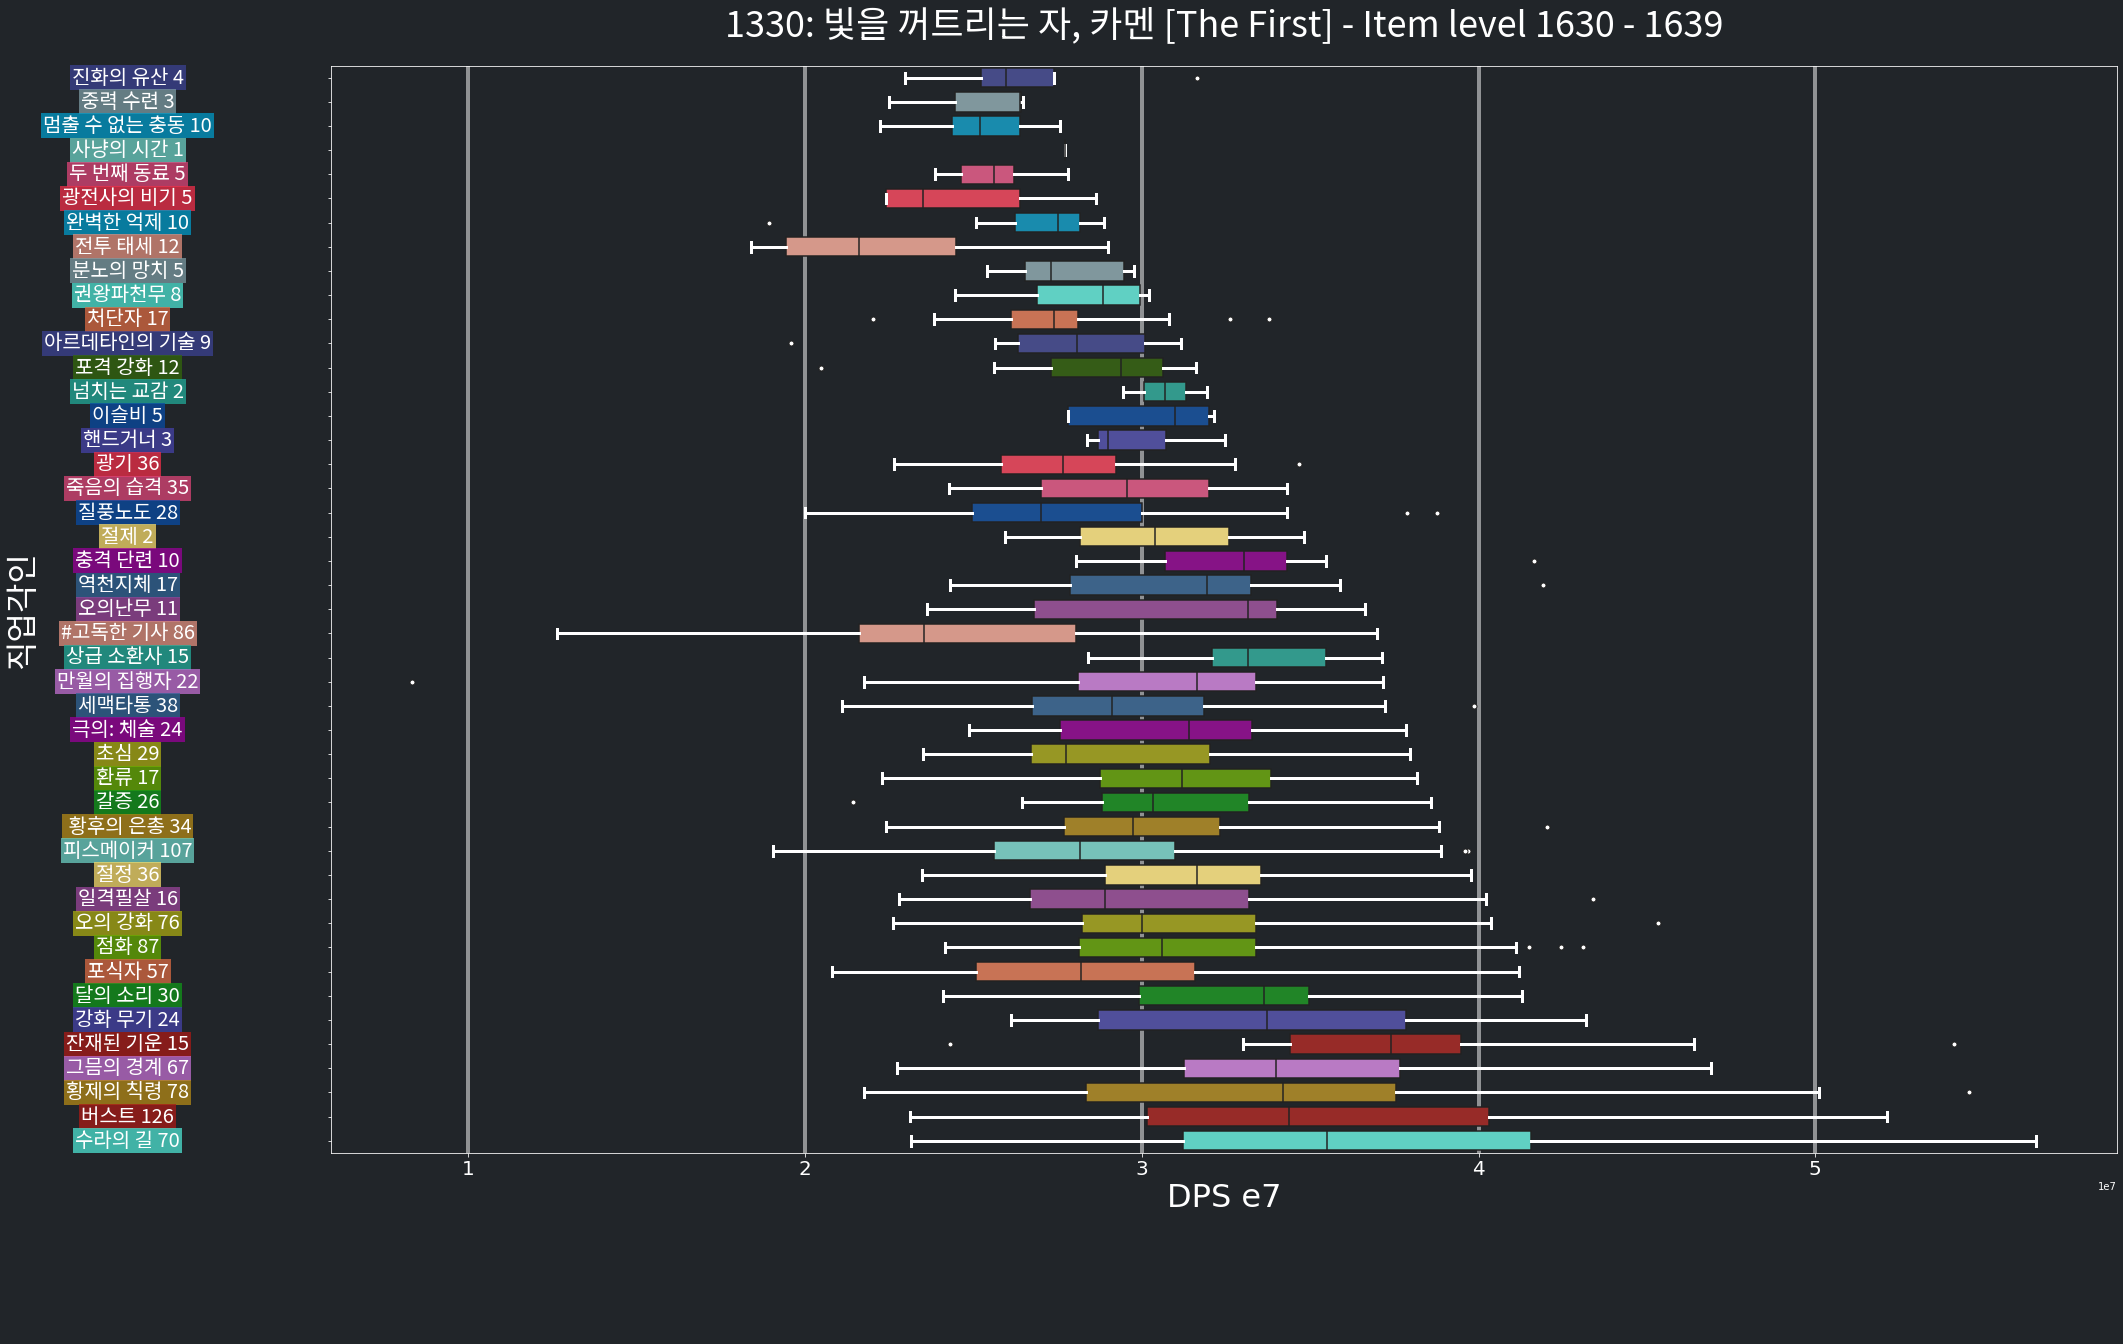 1330: 빛을 꺼트리는 자, 카멘 [The First] - Item level 1630 - 1639
진화의 유산 4
중력 수련 3
멈출 수 없는 충동 10
사냥의 시간 1
두 번째 동료 5
광전사의 비기 5
완벽한 억제 10
전투 태세 12
분노의 망치 5
권왕파천무 8
처단자 17
아르데타인의 기술 9
포격 강화 12
넘치는 교감 2
이슬비 5
핸드거너 3
광기 36
죽음의 습격 35
질풍노도 28
절제 2
충격 단련 10
역천지체 17
오의난무 11
#고독한 기사 86
상급 소환사 15
만월의 집행자 22
세맥타통 38
극의: 체술 24
초심 29
환류 17
갈증 26
황후의 은총 34
피스메이커 107
절정 36
일격필살 16
오의 강화 76
점화 87
포식자 57
달의 소리 30
강화 무기 24
잔재된 기운 15
그믐의 경계 67
황제의 칙령 78
버스트 126
수라의 길 70
직업각인
1 2 3 4 5
1e7
DPS e7